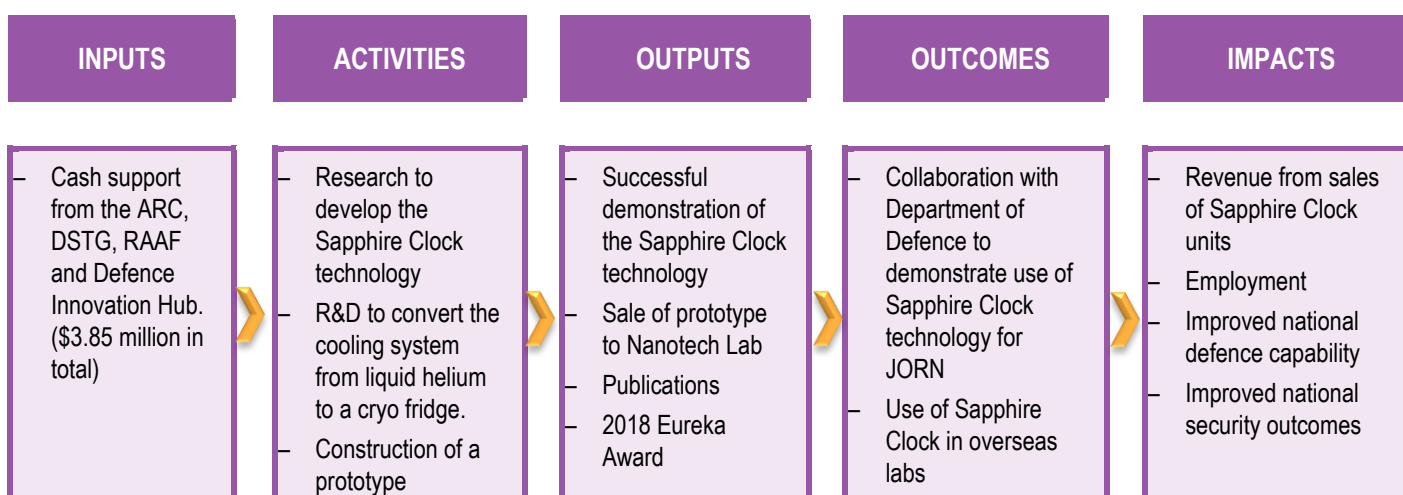 INPUTS
ACTIVITIES
OUTPUTS
OUTCOMES
IMPACTS
– Cash support
from the ARC,
DSTG, RAAF
and Defence
Innovation Hub.
($3.85 million in
total)
– Research to
develop the
Sapphire Clock
technology
– R&D to convert the
cooling system
from liquid helium
to a cryo fridge.
– Construction of a
prototype
– Successful
demonstration of
the Sapphire Clock
technology
– Sale of prototype
to Nanotech Lab
– Publications
– 2018 Eureka
Award
– Collaboration with
Department of
Defence to
demonstrate use of
Sapphire Clock
technology for
JORN
– Use of Sapphire
Clock in overseas
labs
– Revenue from sales
of Sapphire Clock
units
– Employment
– Improved national
defence capability
– Improved national
security outcomes